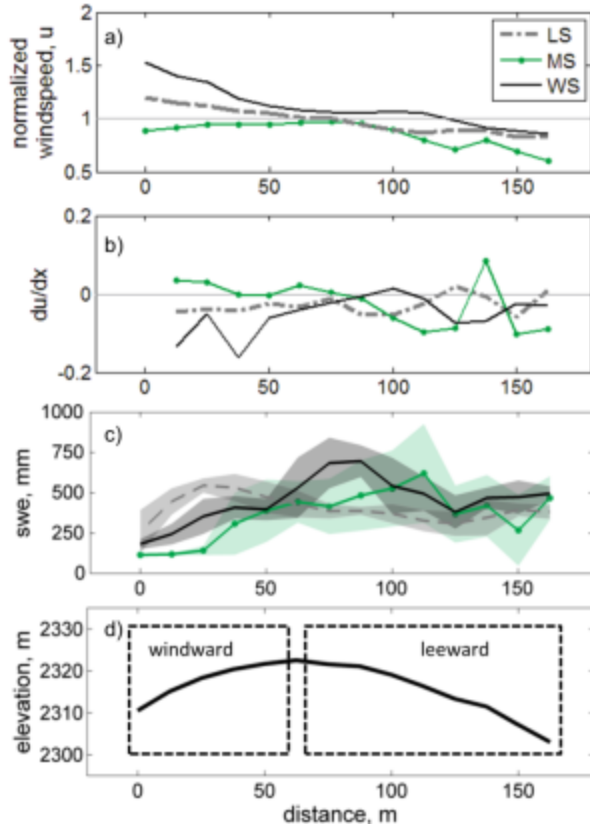 a)
LS
MS
WS
normalized
windspeed, u
2
1.5
1
0.5
0 50 100 150
b)
du/dx
0.2
0
-0.2
0 50 100 150
c)
swe, mm
1000
750
500
250
0
0 50 100 150
d)
windward leeward
elevation, m
2330
2320
2310
2300
0 50 100 150
distance, m